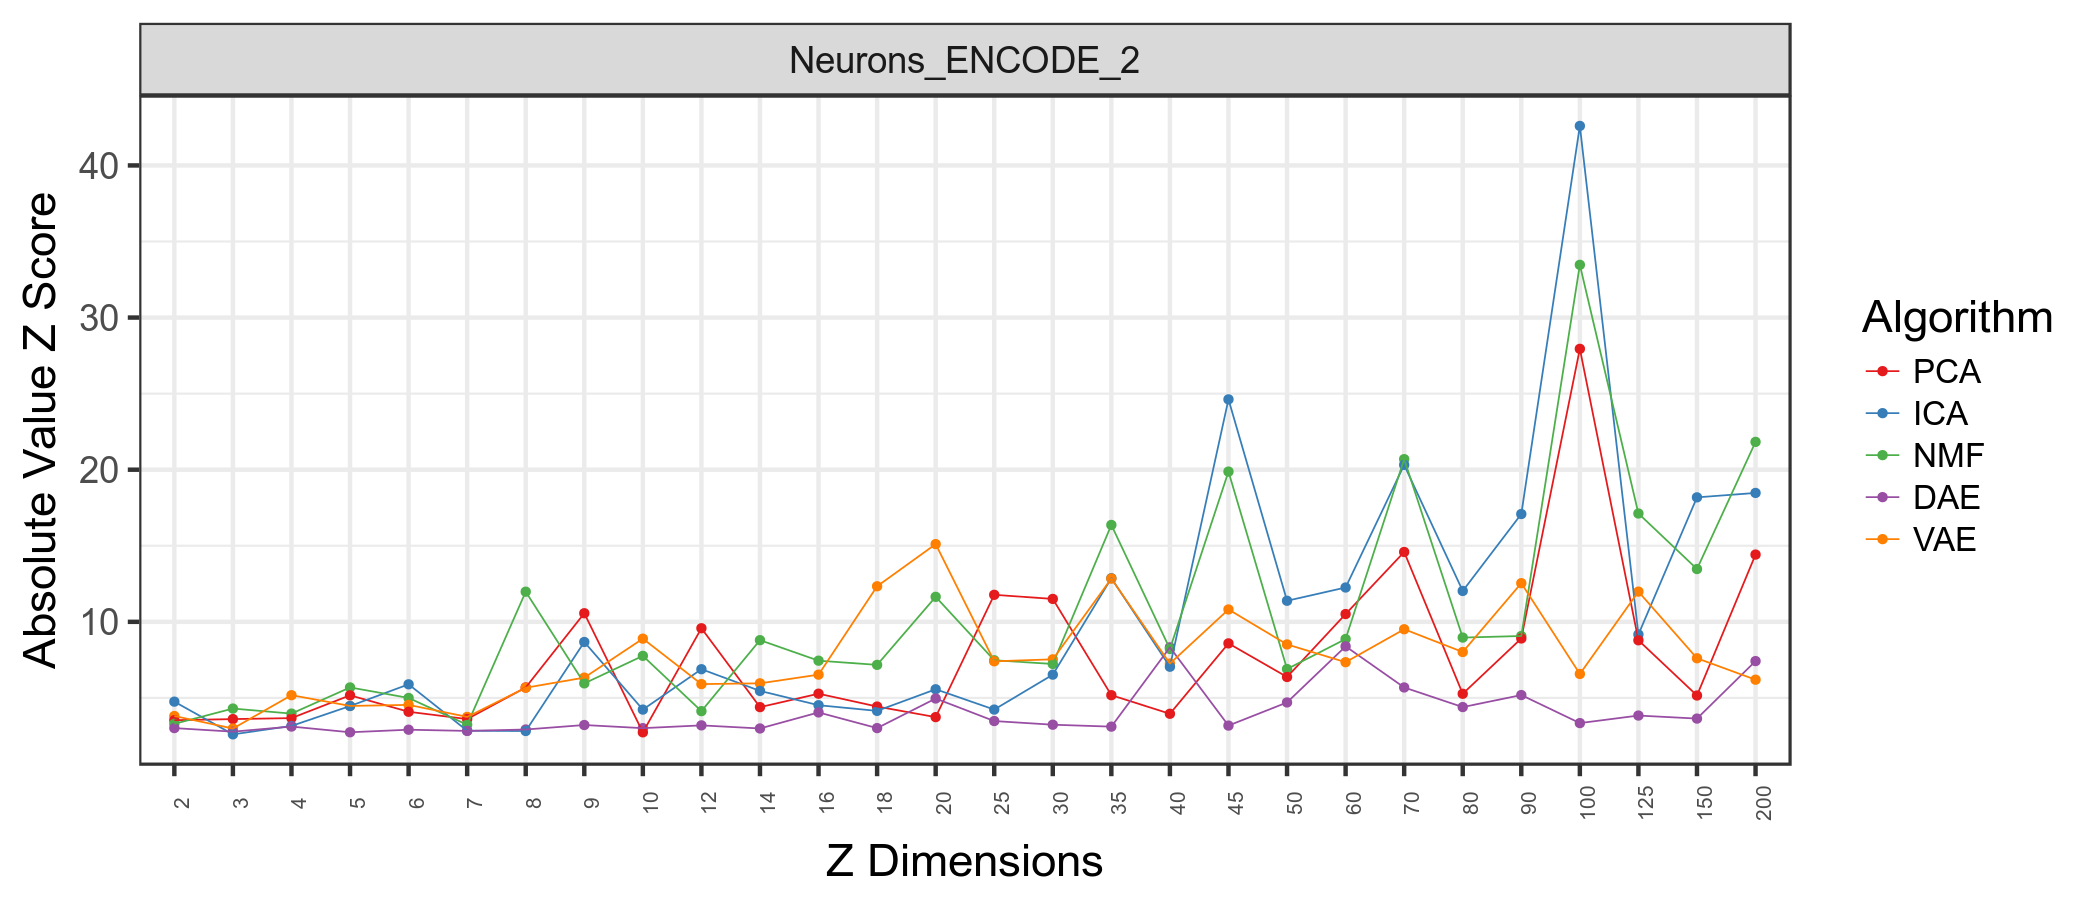 Neurons_ENCODE_2
Absolute Value Z Score
40
30
20
10
2 3 4 5 6 7 8 9 10 12 14 16 18 20 25 30 35 40 45 50 60 70 80 90 100 125 150 200
Z Dimensions
Algorithm
PCA
ICA
NMF
DAE
VAE